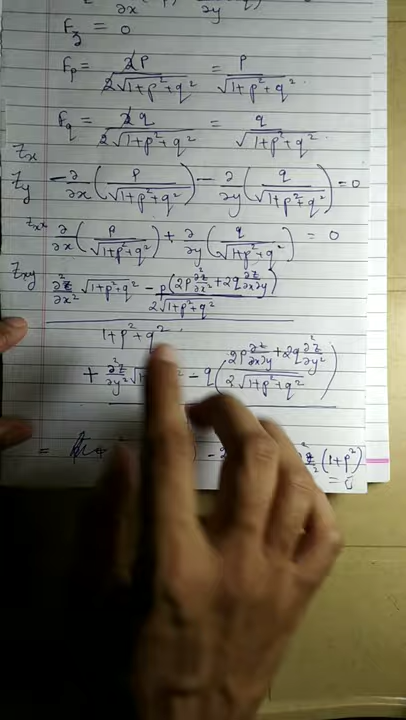 ∂x ∂y
F_z = 0
F_p = 2p / 2√1+p²+q² = p / √1+p²+q²
F_q = 2q / 2√1+p²+q² = q / √1+p²+q²
Z_x
Z_y -∂/∂x (p / √1+p²+q²) - ∂/∂y (q / √1+p²+q²) = 0
Z_xx ∂/∂x (p / √1+p²+q²) + ∂/∂y (q / √1+p²+q²) = 0
Z_xy ∂²z/∂x² √1+p²+q² - p(2p ∂²z/∂x² + 2q ∂²z/∂x∂y) / 2√1+p²+q²
1+p²+q²
+ ∂²z/∂y² √1 - q(2p ∂²z/∂x∂y + 2q ∂²z/∂y² / 2√1+p²+q²)
= - (1+p²)
= 0